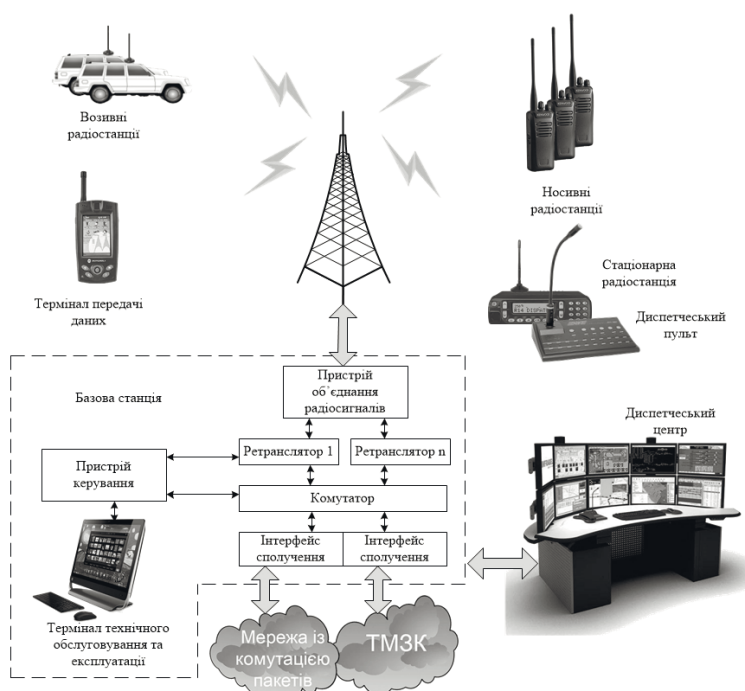 Возивні
радіостанції
Термінал передачі
даних
Носивні
радіостанції
Стаціонарна
радіостанція
Диспетчеський
пульт
Базова станція
Пристрій
об’єднання
радіосигналів
Ретранслятор 1
Ретранслятор n
Пристрій
керування
Комутатор
Інтерфейс
сполучення
Інтерфейс
сполучення
Диспетчеський
центр
Термінал технічного
обслуговування та
експлуатації
Мережа із
комутацією
пакетів
ТМЗК